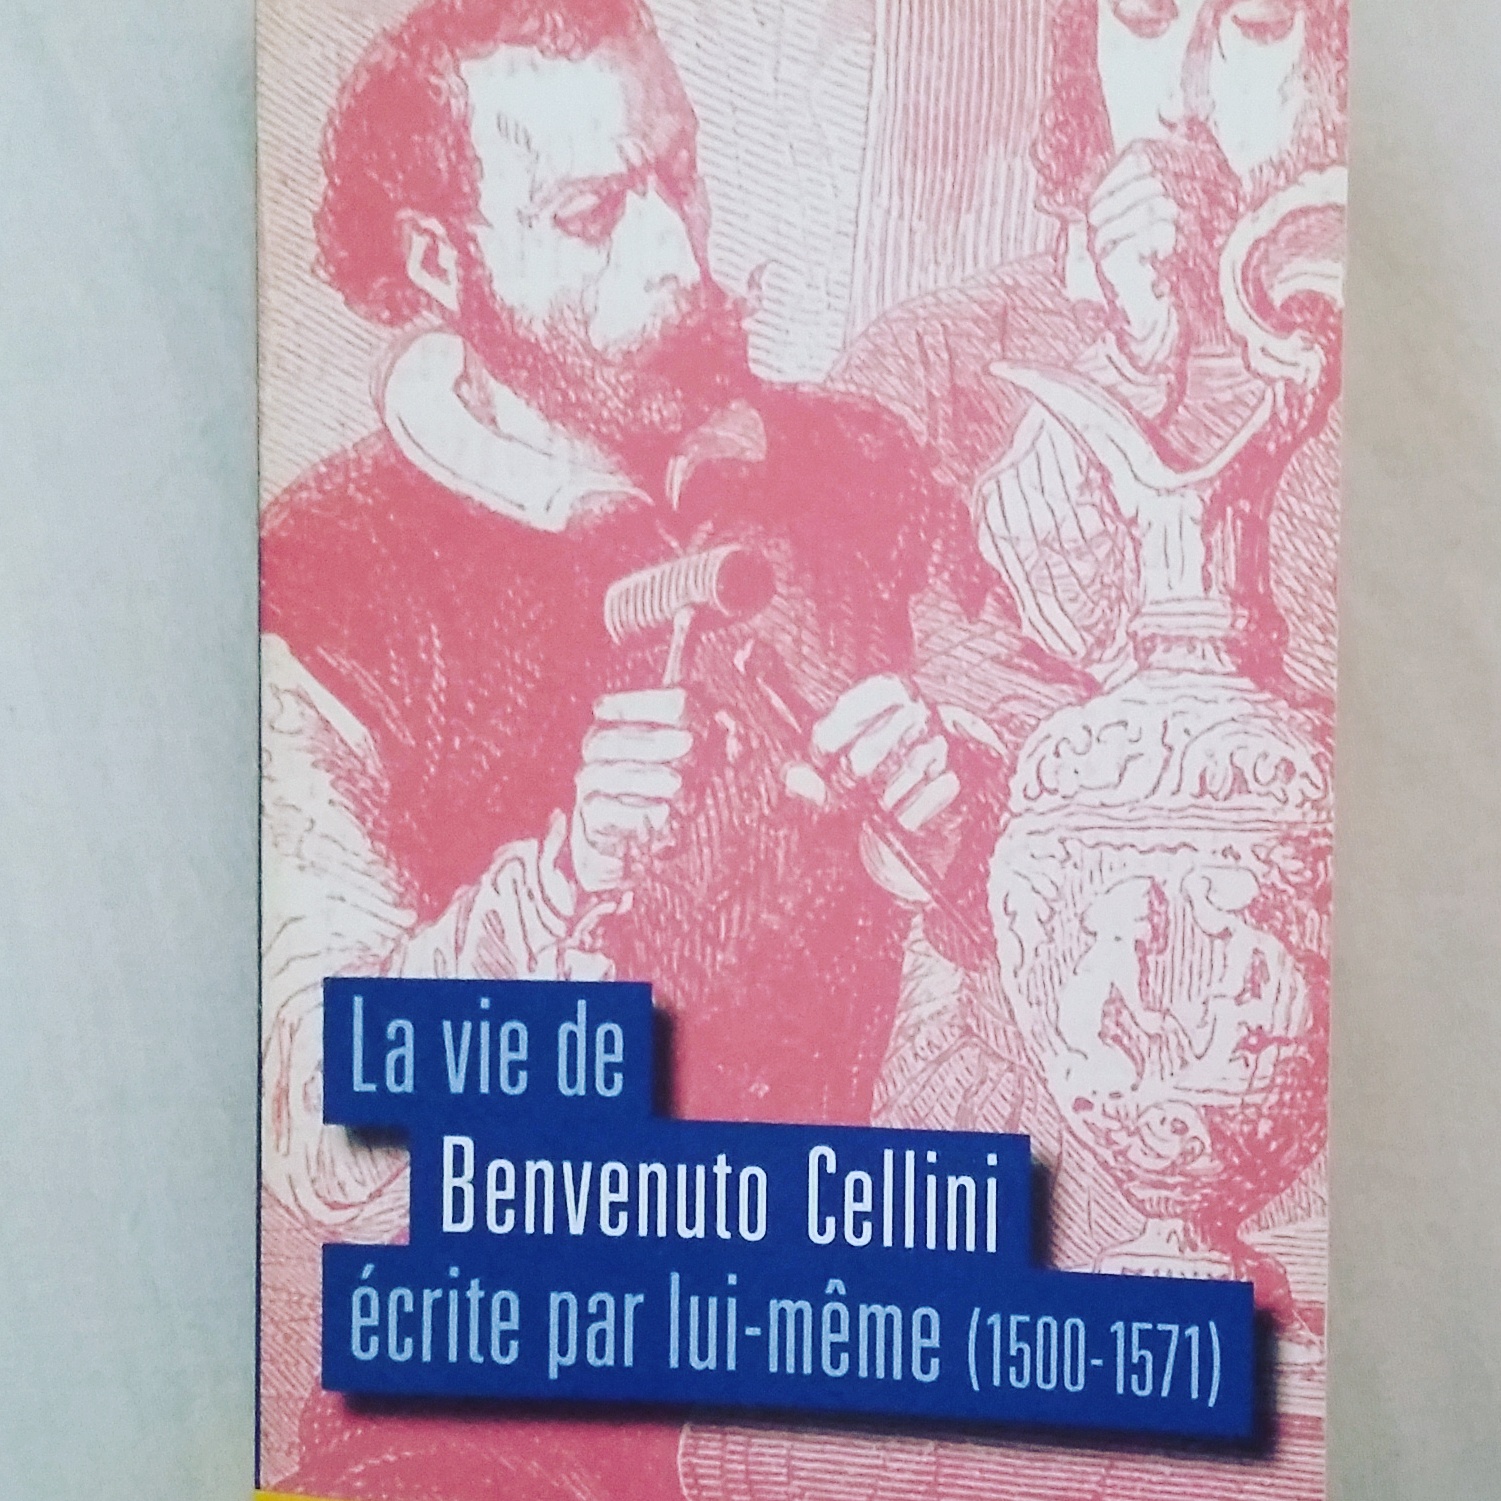 La vie de
Benvenuto Cellini
écrite par lui-même (1500-1571)